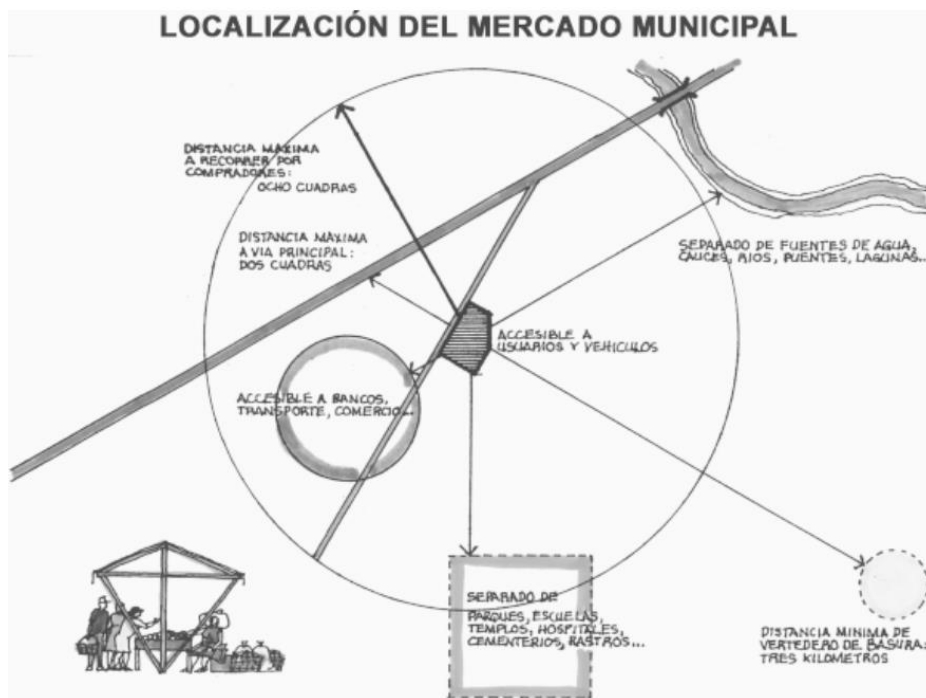 LOCALIZACIÓN DEL MERCADO MUNICIPAL
DISTANCIA MAXIMA
A RECORRER POR
COMPRADORES:
OCHO CUADRAS
DISTANCIA MAXIMA
A VIA PRINCIPAL:
DOS CUADRAS
SEPARADO DE FUENTES DE AGUA,
CAUCES, RIOS, PUENTES, LAGUNAS...
ACCESIBLE A
USUARIOS Y VEHICULOS
ACCESIBLE A BANCOS,
TRANSPORTE, COMERCIO...
SEPARADO DE
PARQUES, ESCUELAS,
TEMPLOS, HOSPITALES,
CEMENTERIOS, RASTROS...
DISTANCIA MINIMA DE
VERTEDERO DE BASURA:
TRES KILOMETROS